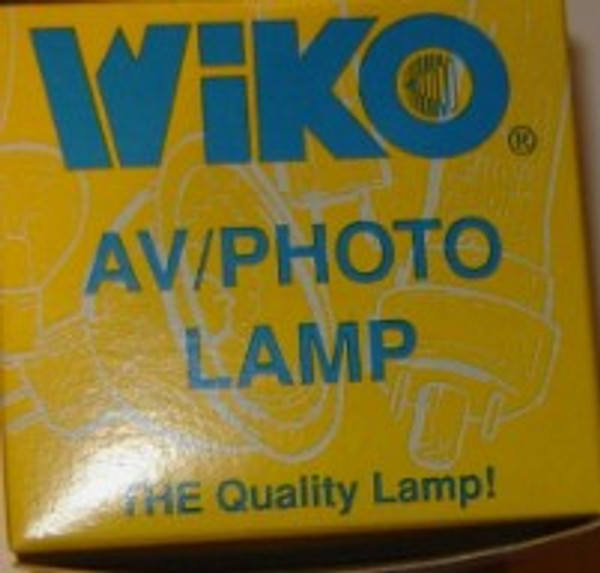 WiKO®
AV/PHOTO
LAMP
THE Quality Lamp!